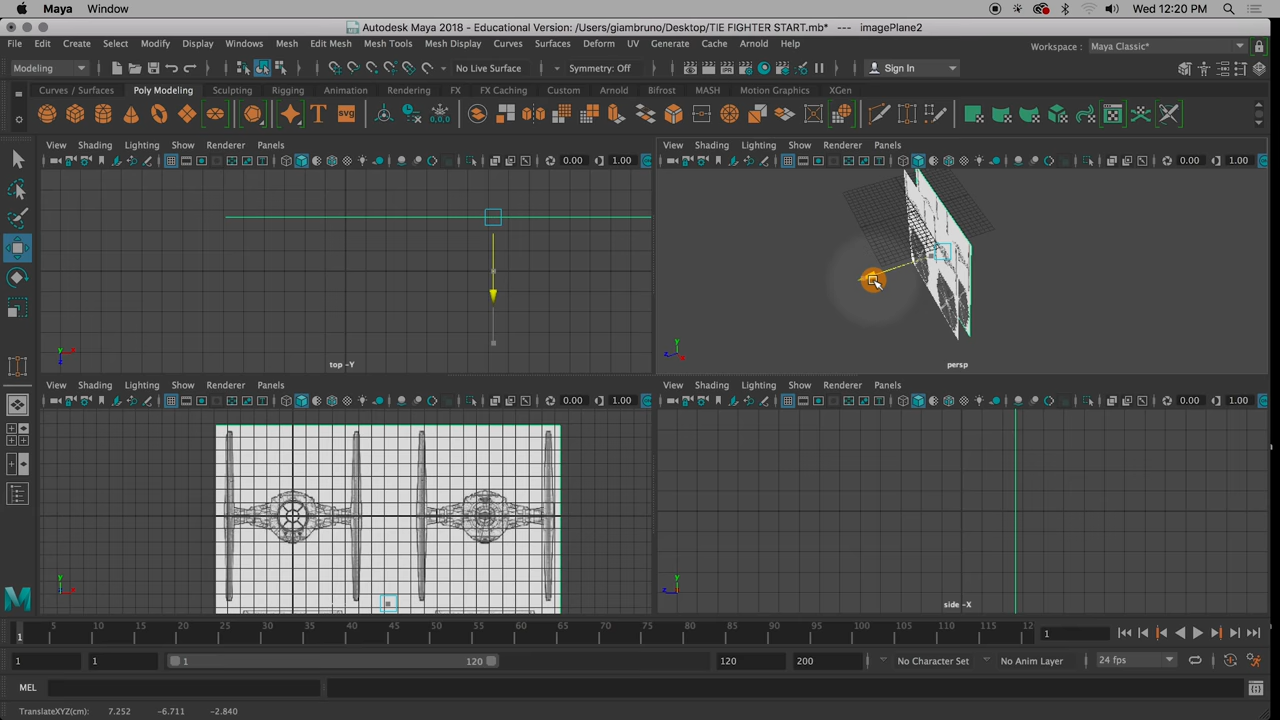 Maya Window Wed 12:20 PM
Autodesk Maya 2018 - Educational Version: /Users/giambruno/Desktop/TIE FIGHTER START.mb* --- imagePlane2
File Edit Create Select Modify Display Windows Mesh Edit Mesh Mesh Tools Mesh Display Curves Surfaces Deform UV Generate Cache Arnold Help Workspace : Maya Classic*
Modeling No Live Surface Symmetry: Off Sign In
Curves / Surfaces Poly Modeling Sculpting Rigging Animation Rendering FX FX Caching Custom Arnold Bifrost MASH Motion Graphics XGen
T SVG 0,0,0
View Shading Lighting Show Renderer Panels View Shading Lighting Show Renderer Panels
0.00 1.00 0.00 1.00
y x z top -Y y z x persp
View Shading Lighting Show Renderer Panels View Shading Lighting Show Renderer Panels
0.00 1.00 0.00 1.00
y x y z side -X
1 5 10 15 20 25 30 35 40 45 50 55 60 65 70 75 80 85 90 95 100 105 110 115 12 1
1 1 1 120 120 200 No Character Set No Anim Layer 24 fps
MEL
TranslateXYZ(cm): 7.252 -6.711 -2.840